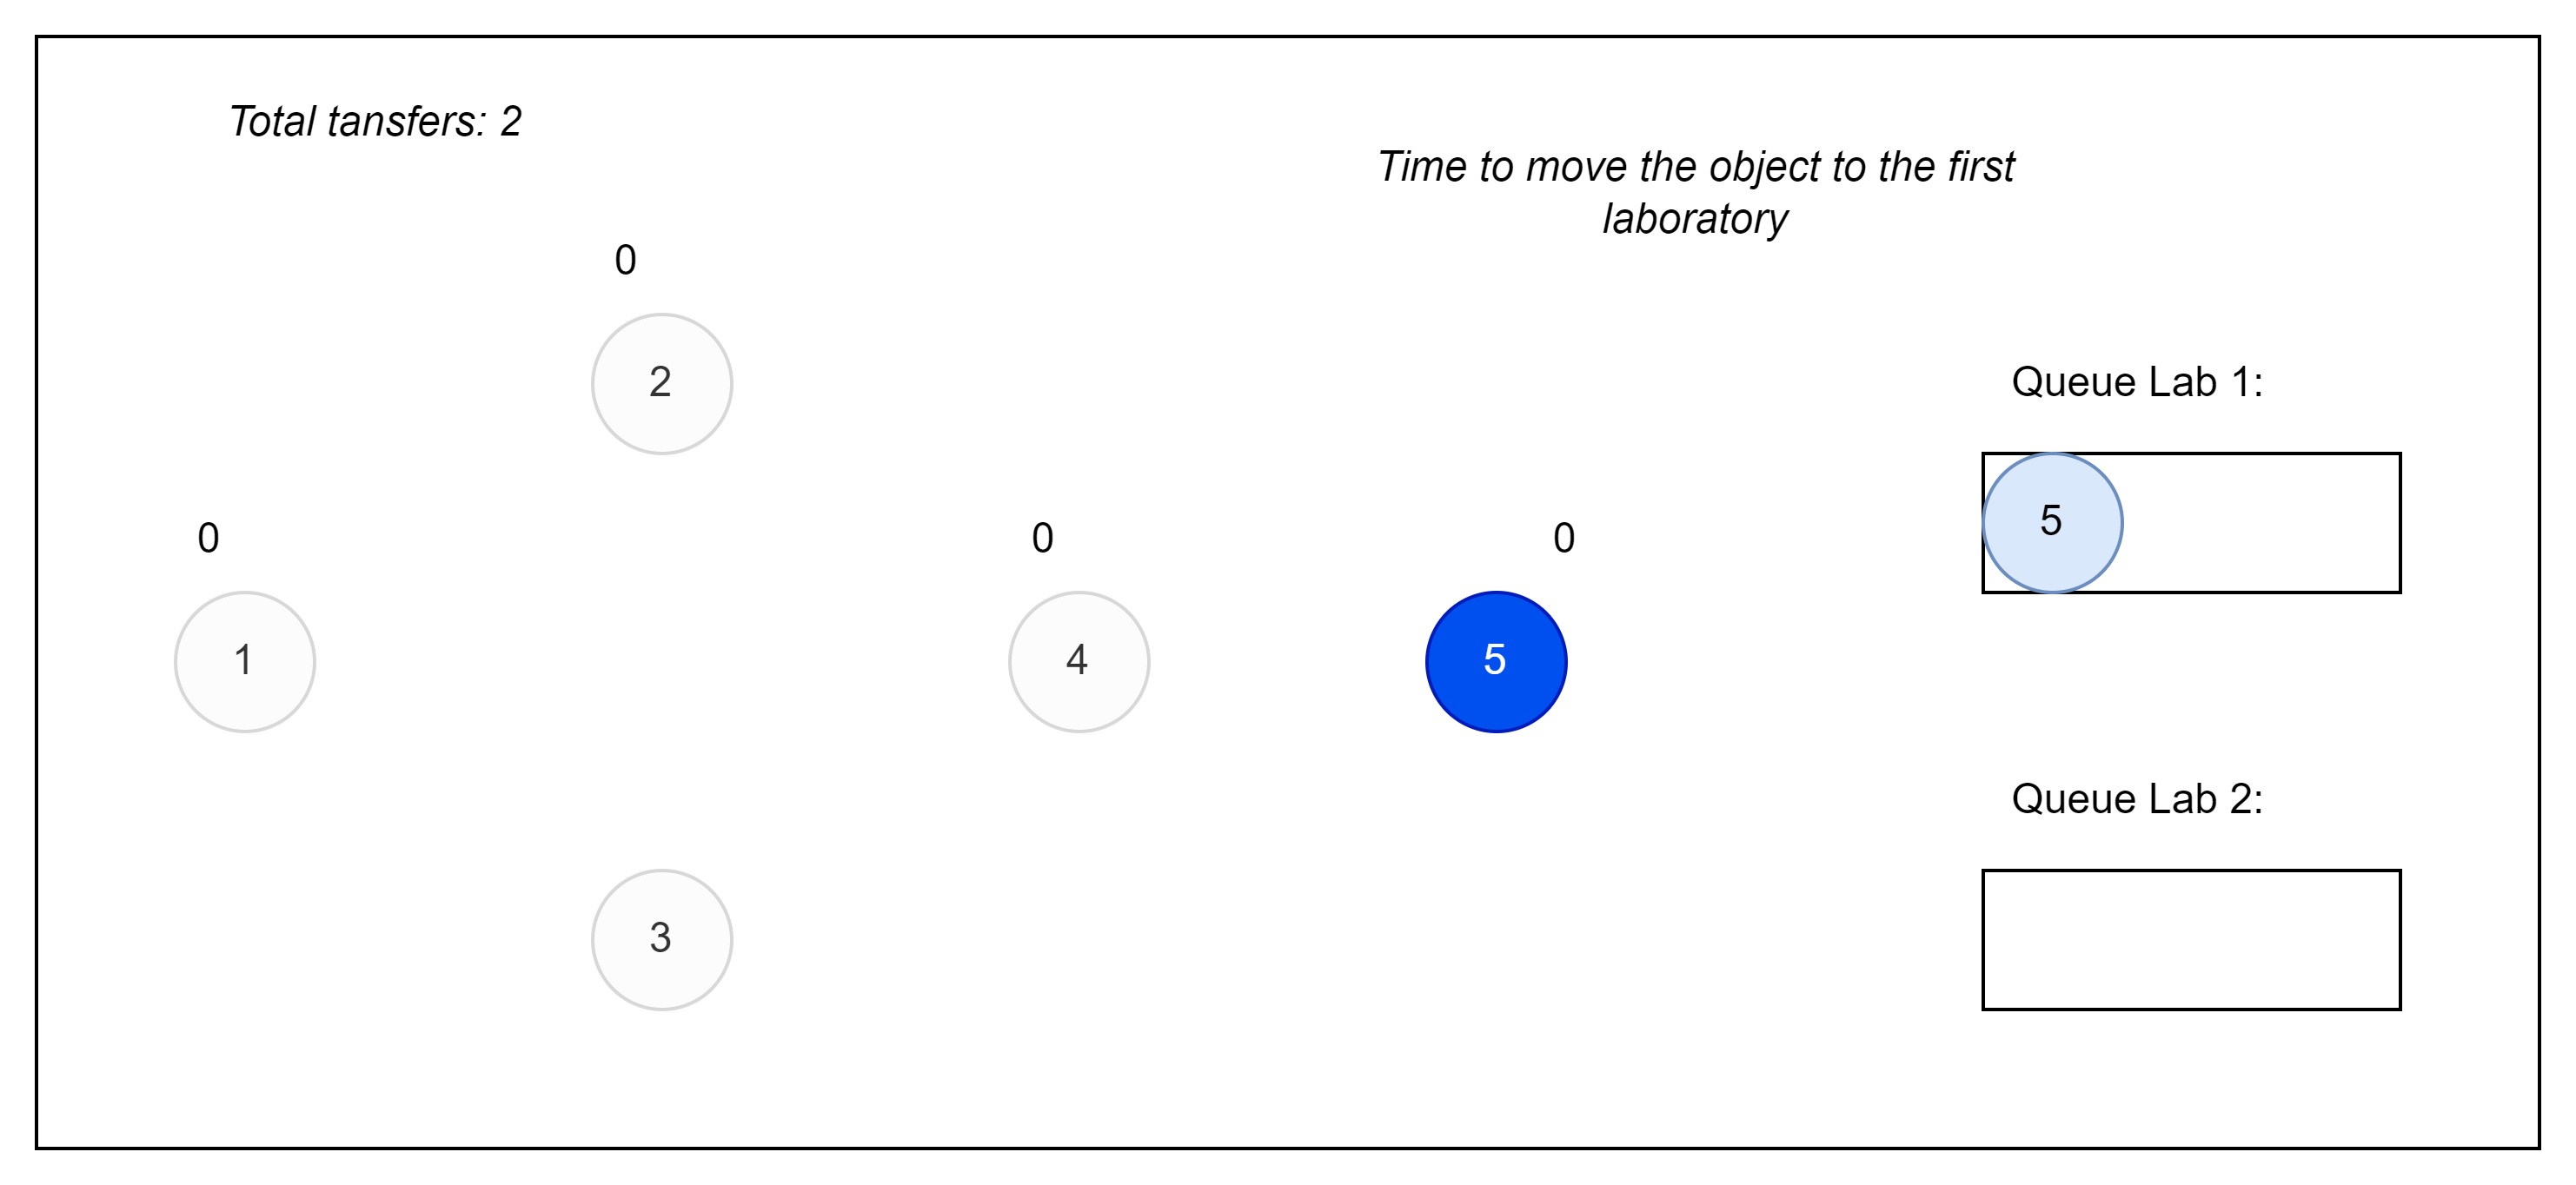 Total tansfers: 2
Time to move the object to the first
laboratory
0
2
Queue Lab 1:
0
0
0
5
1
4
5
Queue Lab 2:
3